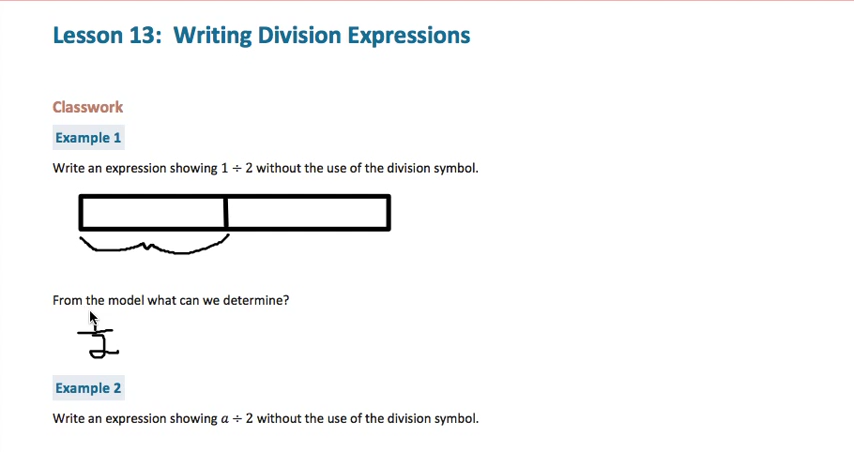 Lesson 13: Writing Division Expressions
Classwork
Example 1
Write an expression showing 1 ÷ 2 without the use of the division symbol.
From the model what can we determine?
2
Example 2
Write an expression showing a ÷ 2 without the use of the division symbol.